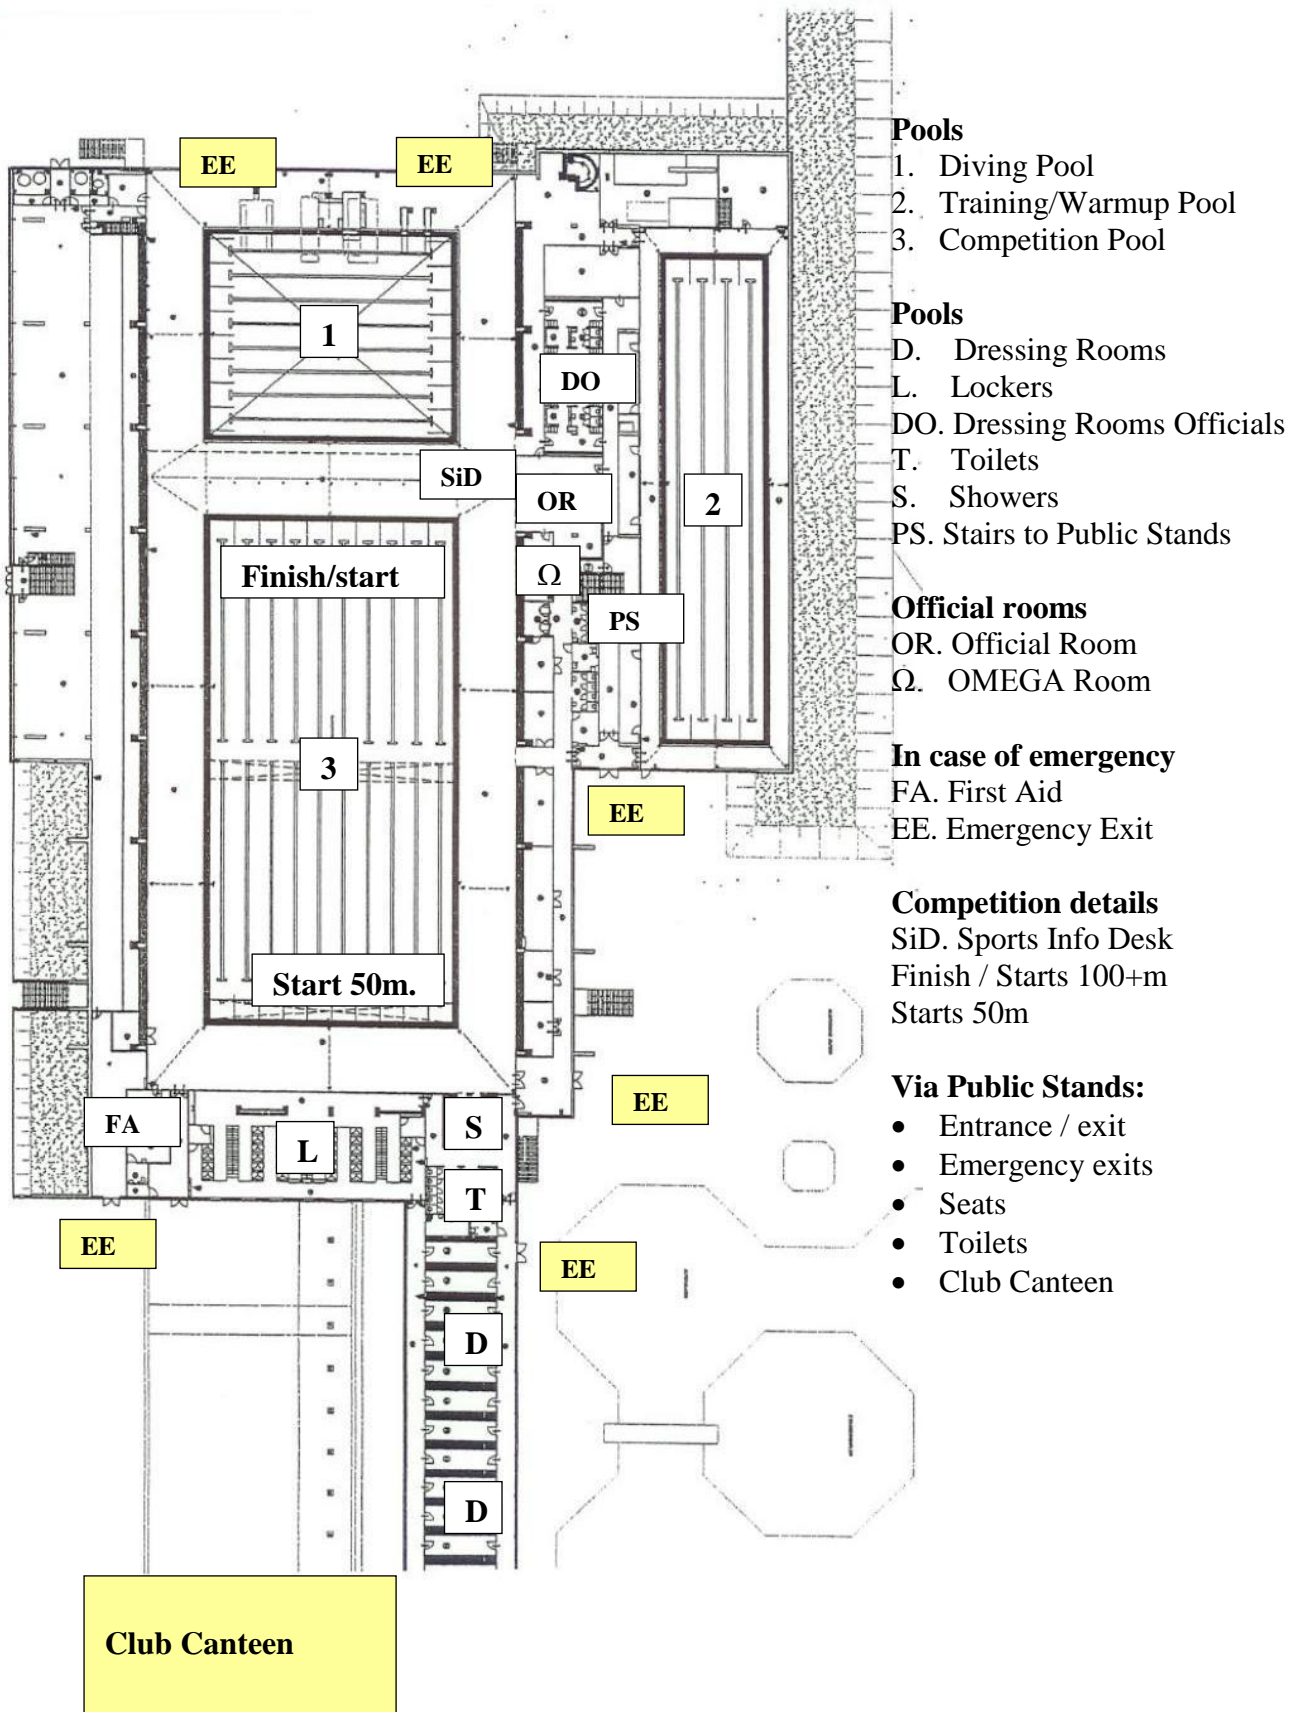 EE
EE
1
DO
SiD
OR
2
Finish/start
Ω
PS
3
EE
Start 50m.
EE
FA
S
L
T
EE
EE
D
D
Club Canteen
Pools
1. Diving Pool
2. Training/Warmup Pool
3. Competition Pool
Pools
D. Dressing Rooms
L. Lockers
DO. Dressing Rooms Officials
T. Toilets
S. Showers
PS. Stairs to Public Stands
Official rooms
OR. Official Room
Ω. OMEGA Room
In case of emergency
FA. First Aid
EE. Emergency Exit
Competition details
SiD. Sports Info Desk
Finish / Starts 100+m
Starts 50m
Via Public Stands:
• Entrance / exit
• Emergency exits
• Seats
• Toilets
• Club Canteen